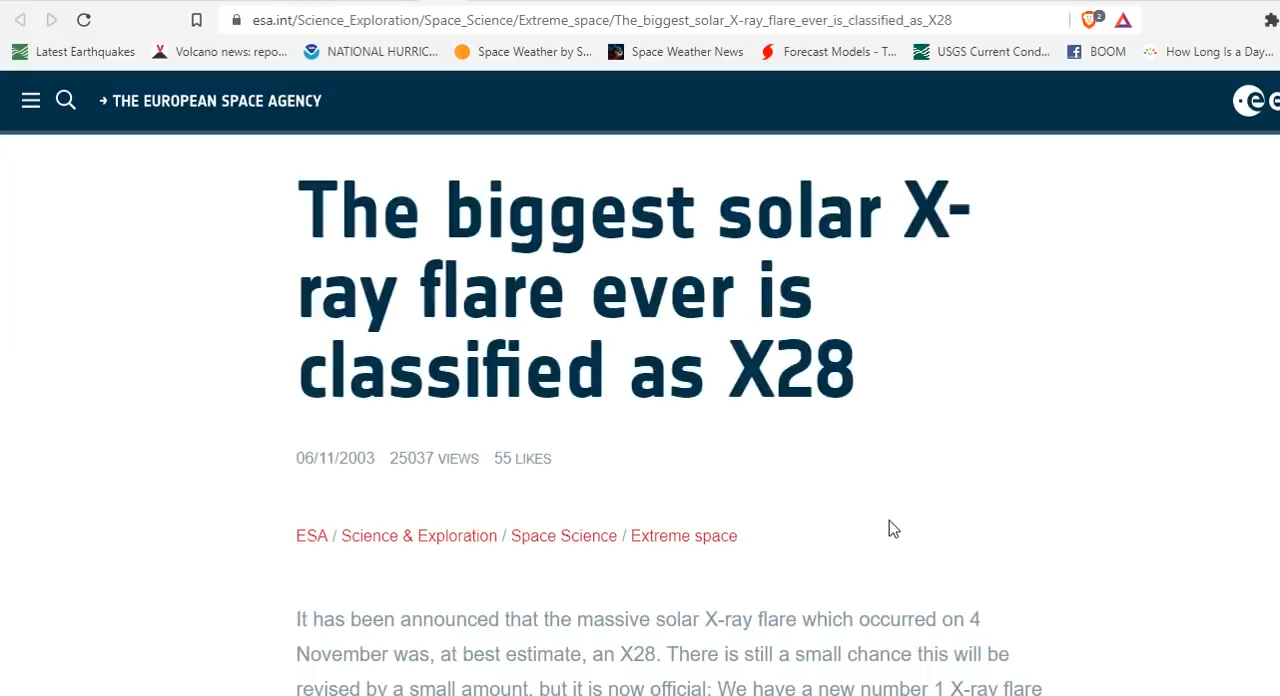 esa.int/Science_Exploration/Space_Science/Extreme_space/The_biggest_solar_X-ray_flare_ever_is_classified_as_X28
2
Latest Earthquakes Volcano news: repo... NATIONAL HURRIC... Space Weather by S... Space Weather News Forecast Models - T... USGS Current Cond... BOOM How Long Is a Day...
→ THE EUROPEAN SPACE AGENCY
The biggest solar X-
ray flare ever is
classified as X28
06/11/2003 25037 VIEWS 55 LIKES
ESA / Science & Exploration / Space Science / Extreme space
It has been announced that the massive solar X-ray flare which occurred on 4
November was, at best estimate, an X28. There is still a small chance this will be
revised by a small amount, but it is now official: We have a new number 1 X-ray flare